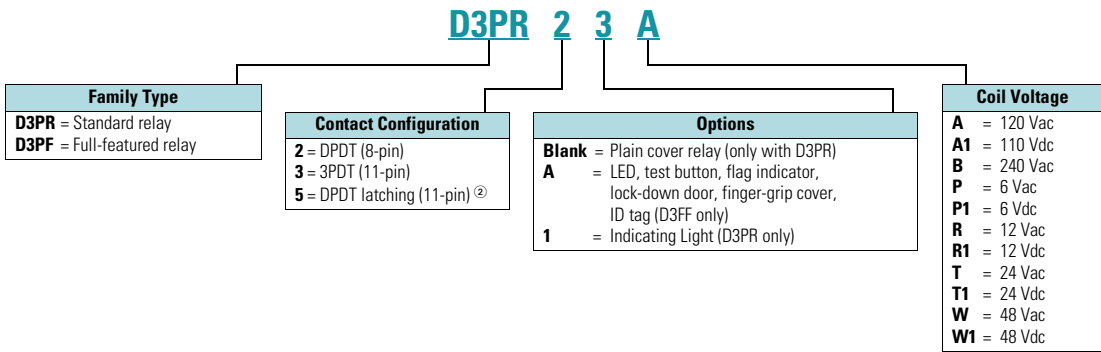 D3PR 2 3 A
Family Type
D3PR = Standard relay
D3PF = Full-featured relay
Contact Configuration
2 = DPDT (8-pin)
3 = 3PDT (11-pin)
5 = DPDT latching (11-pin) ②
Options
Blank = Plain cover relay (only with D3PR)
A = LED, test button, flag indicator,
lock-down door, finger-grip cover,
ID tag (D3FF only)
1 = Indicating Light (D3PR only)
Coil Voltage
A = 120 Vac
A1 = 110 Vdc
B = 240 Vac
P = 6 Vac
P1 = 6 Vdc
R = 12 Vac
R1 = 12 Vdc
T = 24 Vac
T1 = 24 Vdc
W = 48 Vac
W1 = 48 Vdc